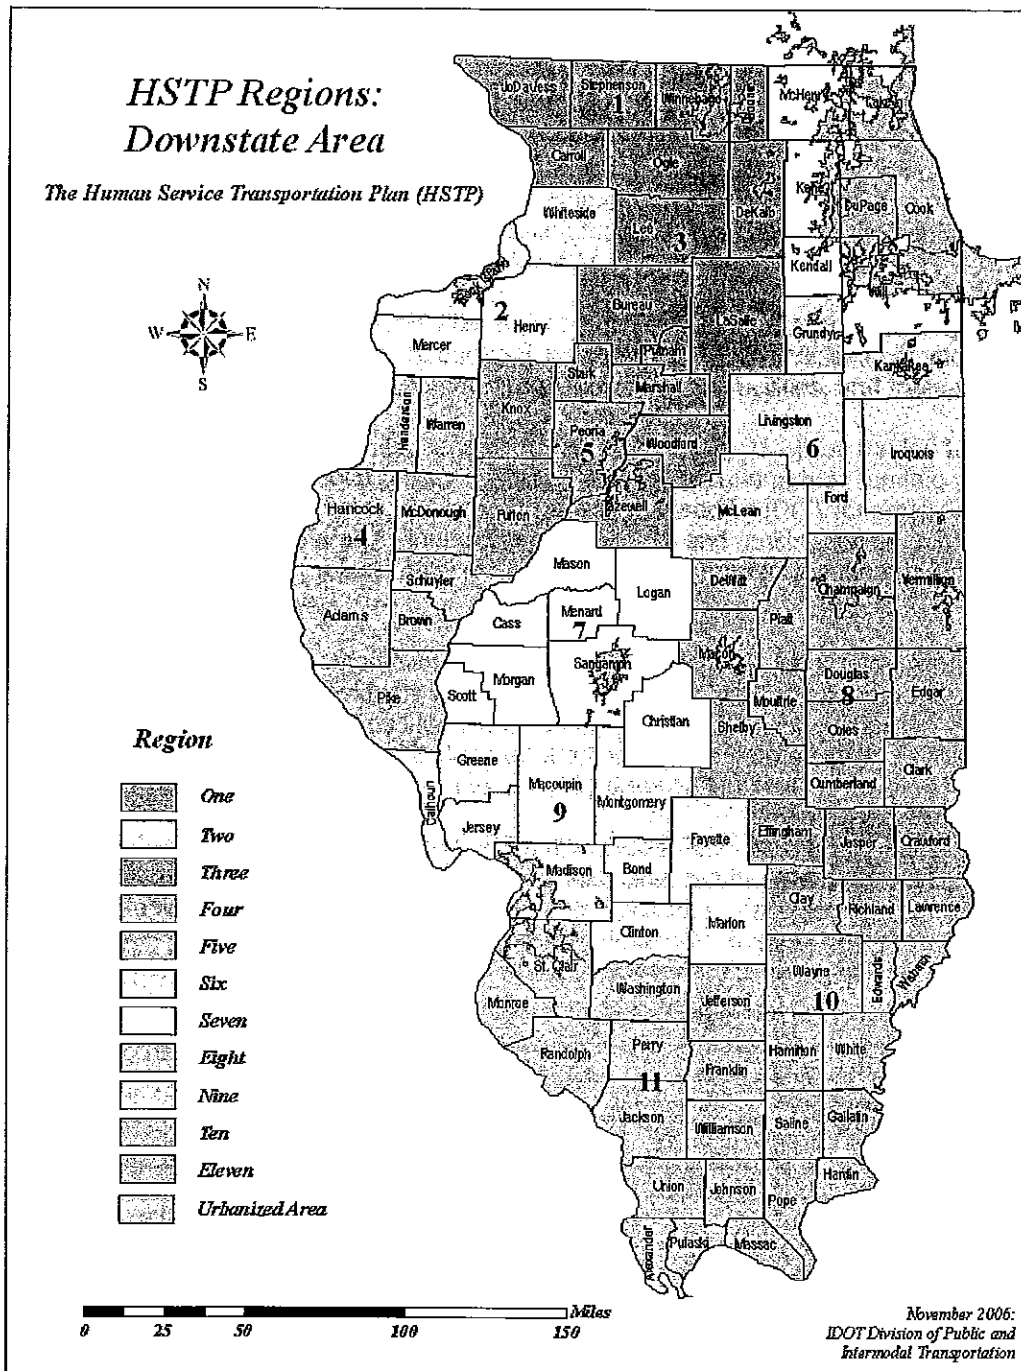 HSTP Regions:
Downstate Area
The Human Service Transportation Plan (HSTP)
N
W E
S
JoDavess
Stephenson
1
Winnebago
McHenry
Carroll
Ogle
Whiteside
Lee
3
DeKalb
Kane
DuPage
Cook
Kendall
Will
2
Henry
Bureau
LaSalle
Grundy
Mercer
Putnam
Kankakee
Stark
Marshall
Henderson
Warren
Knox
Peoria
5
Woodford
Livingston
6
Iroquois
Hancock
4
McDonough
Fulton
Tazewell
McLean
Ford
Mason
Schuyler
Logan
DeWitt
Champaign
Vermillion
Adams
Brown
Cass
Menard
7
Piatt
Macon
Sangamon
Morgan
Scott
Pike
Christian
Moultrie
Douglas
8
Edgar
Shelby
Coles
Region
Greene
Macoupin
9
Montgomery
Cumberland
Clark
Calhoun
Jersey
Fayette
Effingham
Jasper
Crawford
Madison
Bond
Clay
Richland
Lawrence
Marion
Clinton
St. Clair
Wayne
10
Edwards
Wabash
Washington
Monroe
Jefferson
Randolph
Perry
Hamilton
White
11
Franklin
Jackson
Williamson
Saline
Gallatin
Union
Johnson
Pope
Hardin
Alexander
Pulaski
Massac
One
Two
Three
Four
Five
Six
Seven
Eight
Nine
Ten
Eleven
Urbanized Area
Miles
0 25 50 100 150
November 2006:
IDOT Division of Public and
Intermodal Transportation